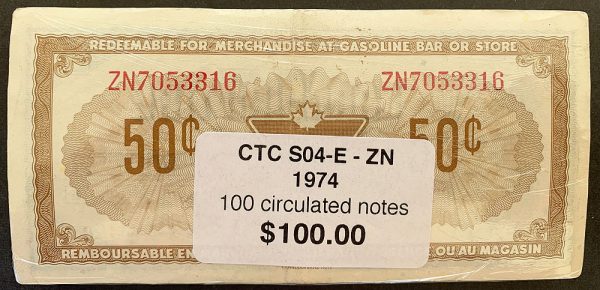 REDEEMABLE FOR MERCHANDISE AT GASOLINE BAR OR STORE
ZN7053316 ZN7053316
50¢ 50¢
CTC S04-E - ZN
1974
100 circulated notes
$100.00
REMBOURSABLE EN OU AU MAGASIN